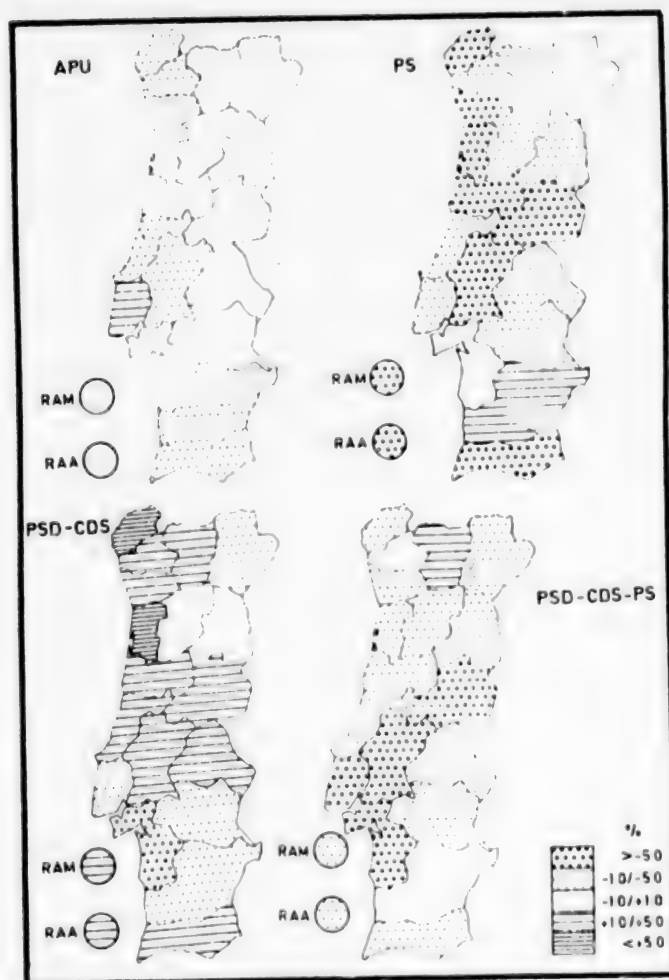 APU
PS
RAM
RAA
RAM
RAA
PSD-CDS
PSD-CDS-PS
RAM
RAA
RAM
RAA
%
>-50
-10/-50
-10/+10
+10/+50
<+50